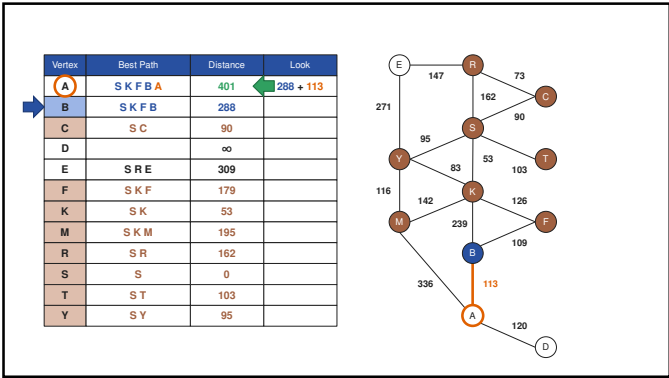 Vertex Best Path Distance Look
A S K F B A 401 288 + 113
B S K F B 288
C S C 90
D ∞
E S R E 309
F S K F 179
K S K 53
M S K M 195
R S R 162
S S 0
T S T 103
Y S Y 95
E R
147 73
C
271 162 90
S
95
Y 53 T
83 103
K
116 142 126
M 239 F
109
B
336 113
A
120
D